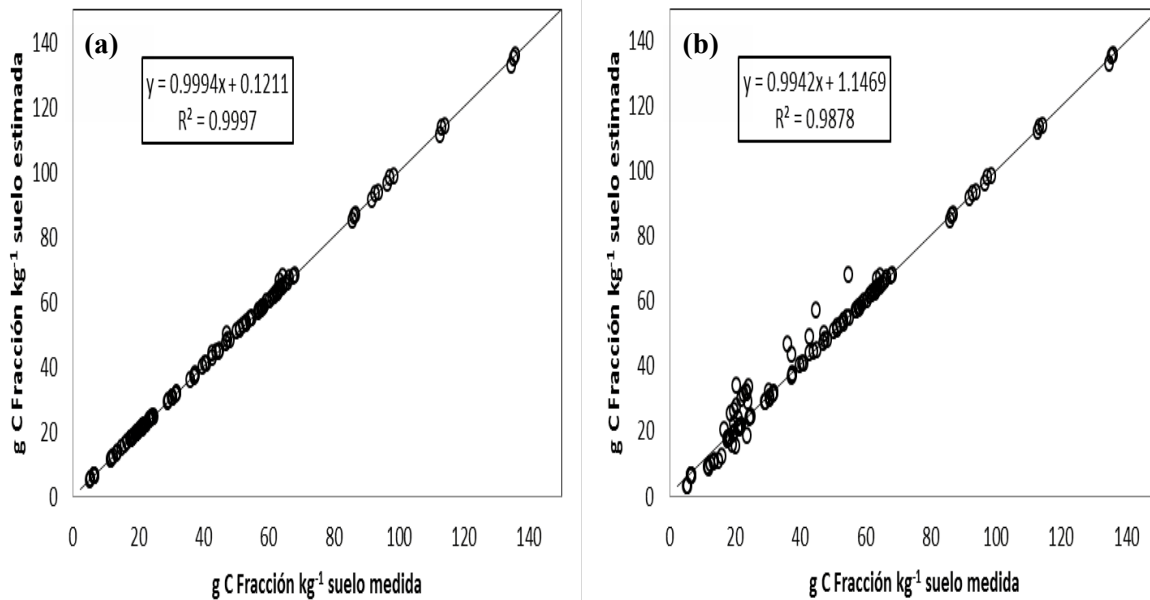 (a)
y = 0.9994x + 0.1211
R² = 0.9997
g C Fracción kg⁻¹ suelo estimada
140
120
100
80
60
40
20
0
0 20 40 60 80 100 120 140
g C Fracción kg⁻¹ suelo medida
(b)
y = 0.9942x + 1.1469
R² = 0.9878
g C Fracción kg⁻¹ suelo estimada
140
120
100
80
60
40
20
0
0 20 40 60 80 100 120 140
g C Fracción kg⁻¹ suelo medida